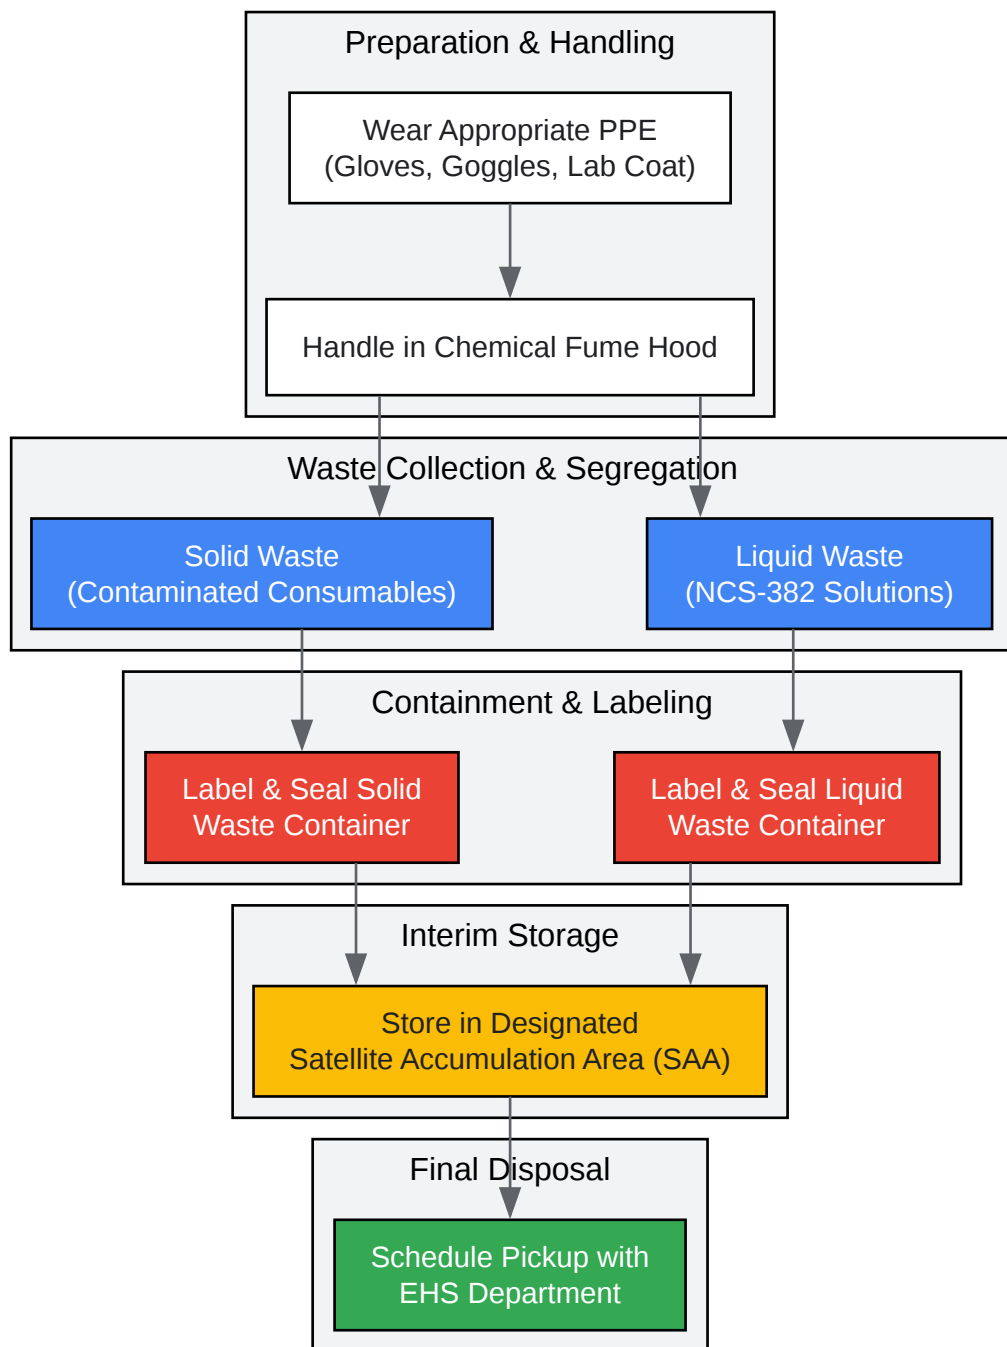 Preparation & Handling
Wear Appropriate PPE
(Gloves, Goggles, Lab Coat)
Handle in Chemical Fume Hood
Waste Collection & Segregation
Solid Waste
(Contaminated Consumables)
Liquid Waste
(NCS-382 Solutions)
Containment & Labeling
Label & Seal Solid
Waste Container
Label & Seal Liquid
Waste Container
Interim Storage
Store in Designated
Satellite Accumulation Area (SAA)
Final Disposal
Schedule Pickup with
EHS Department